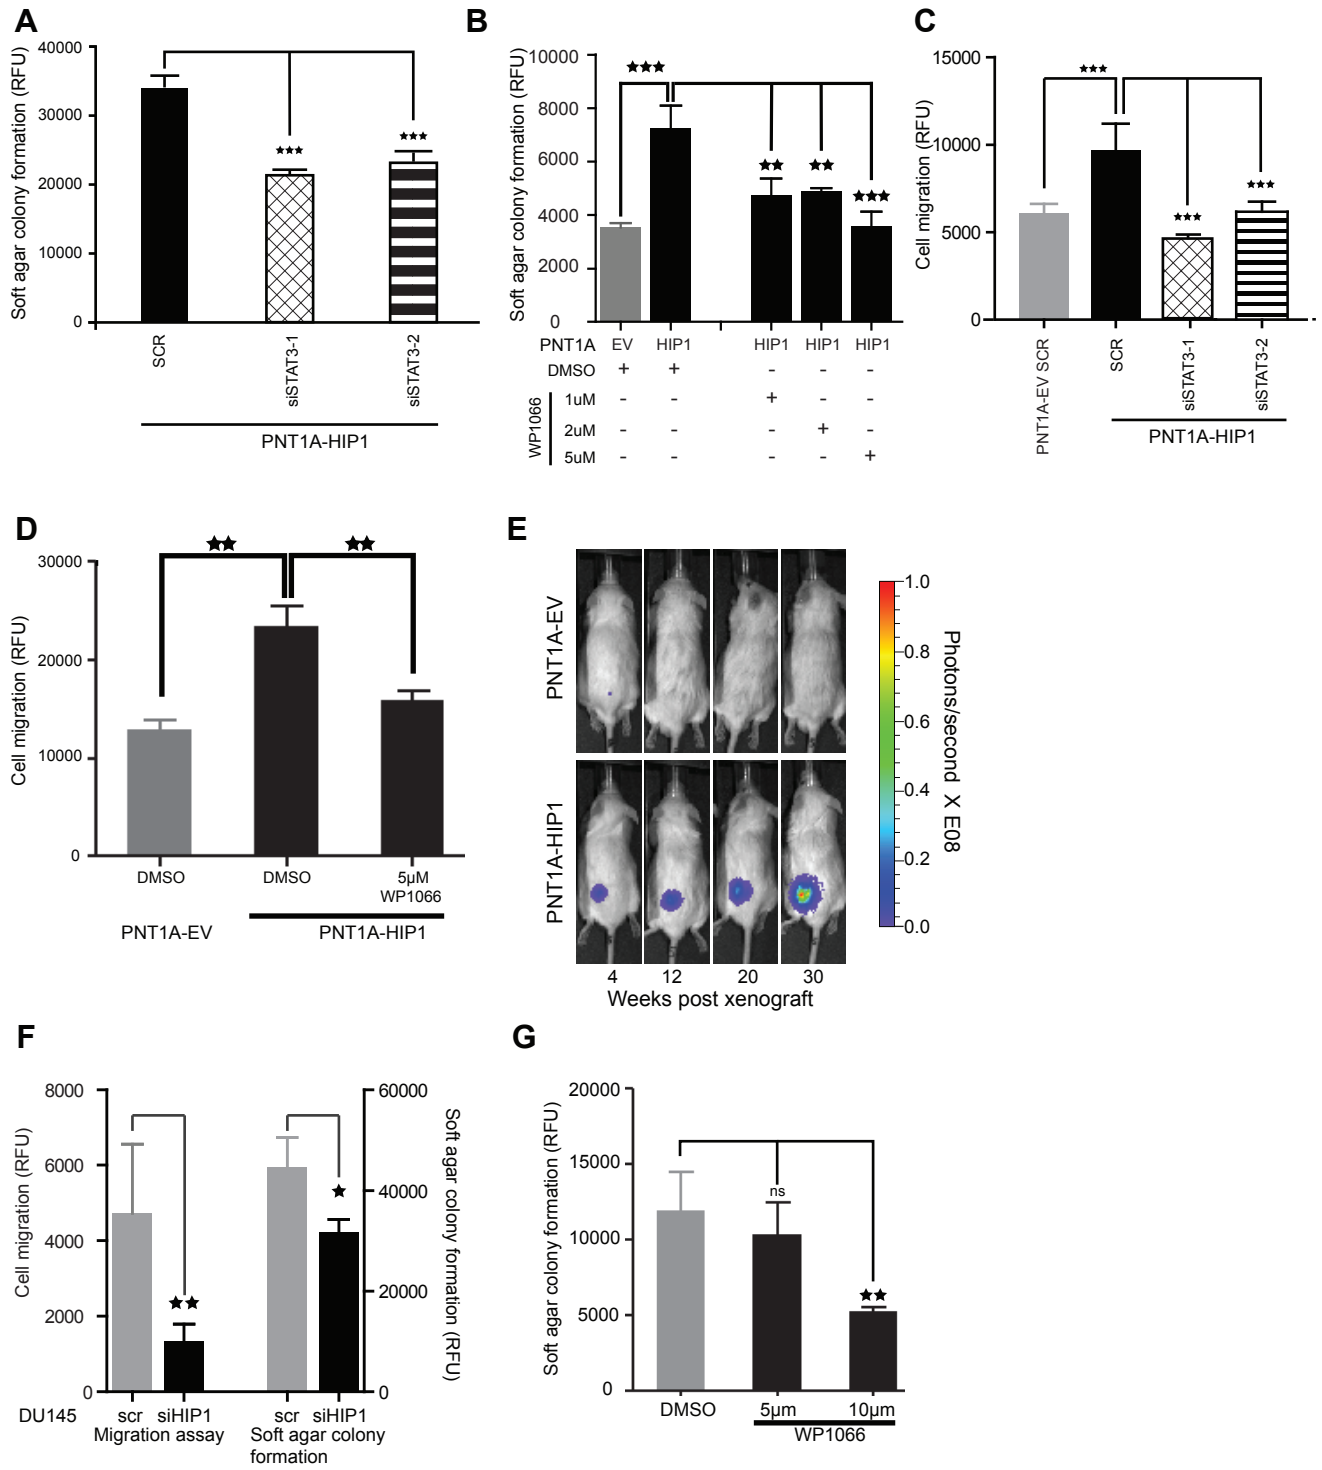 A
Soft agar colony formation (RFU)
40000
30000
20000
10000
0
★★★
★★★
SCR
siSTAT3-1
siSTAT3-2
PNT1A-HIP1
B
Soft agar colony formation (RFU)
10000
8000
6000
4000
2000
0
★★★
★★
★★
★★★
PNT1A EV HIP1 HIP1 HIP1 HIP1
DMSO + + - - -
WP1066
1uM - - + - -
2uM - - - + -
5uM - - - - +
C
Cell migration (RFU)
15000
10000
5000
0
★★★
★★★
★★★
PNT1A-EV SCR
SCR
siSTAT3-1
siSTAT3-2
PNT1A-HIP1
D
Cell migration (RFU)
30000
20000
10000
0
★★ ★★
DMSO DMSO 5µM
WP1066
PNT1A-EV PNT1A-HIP1
E
PNT1A-EV
PNT1A-HIP1
1.0
0.8
0.6
0.4
0.2
0.0
Photons/second X E08
4 12 20 30
Weeks post xenograft
F
Cell migration (RFU)
8000
6000
4000
2000
0
★★
★
60000
40000
20000
0
Soft agar colony formation (RFU)
DU145 scr siHIP1 scr siHIP1
Migration assay Soft agar colony
formation
G
Soft agar colony formation (RFU)
20000
15000
10000
5000
0
ns
★★
DMSO 5µm 10µm
WP1066